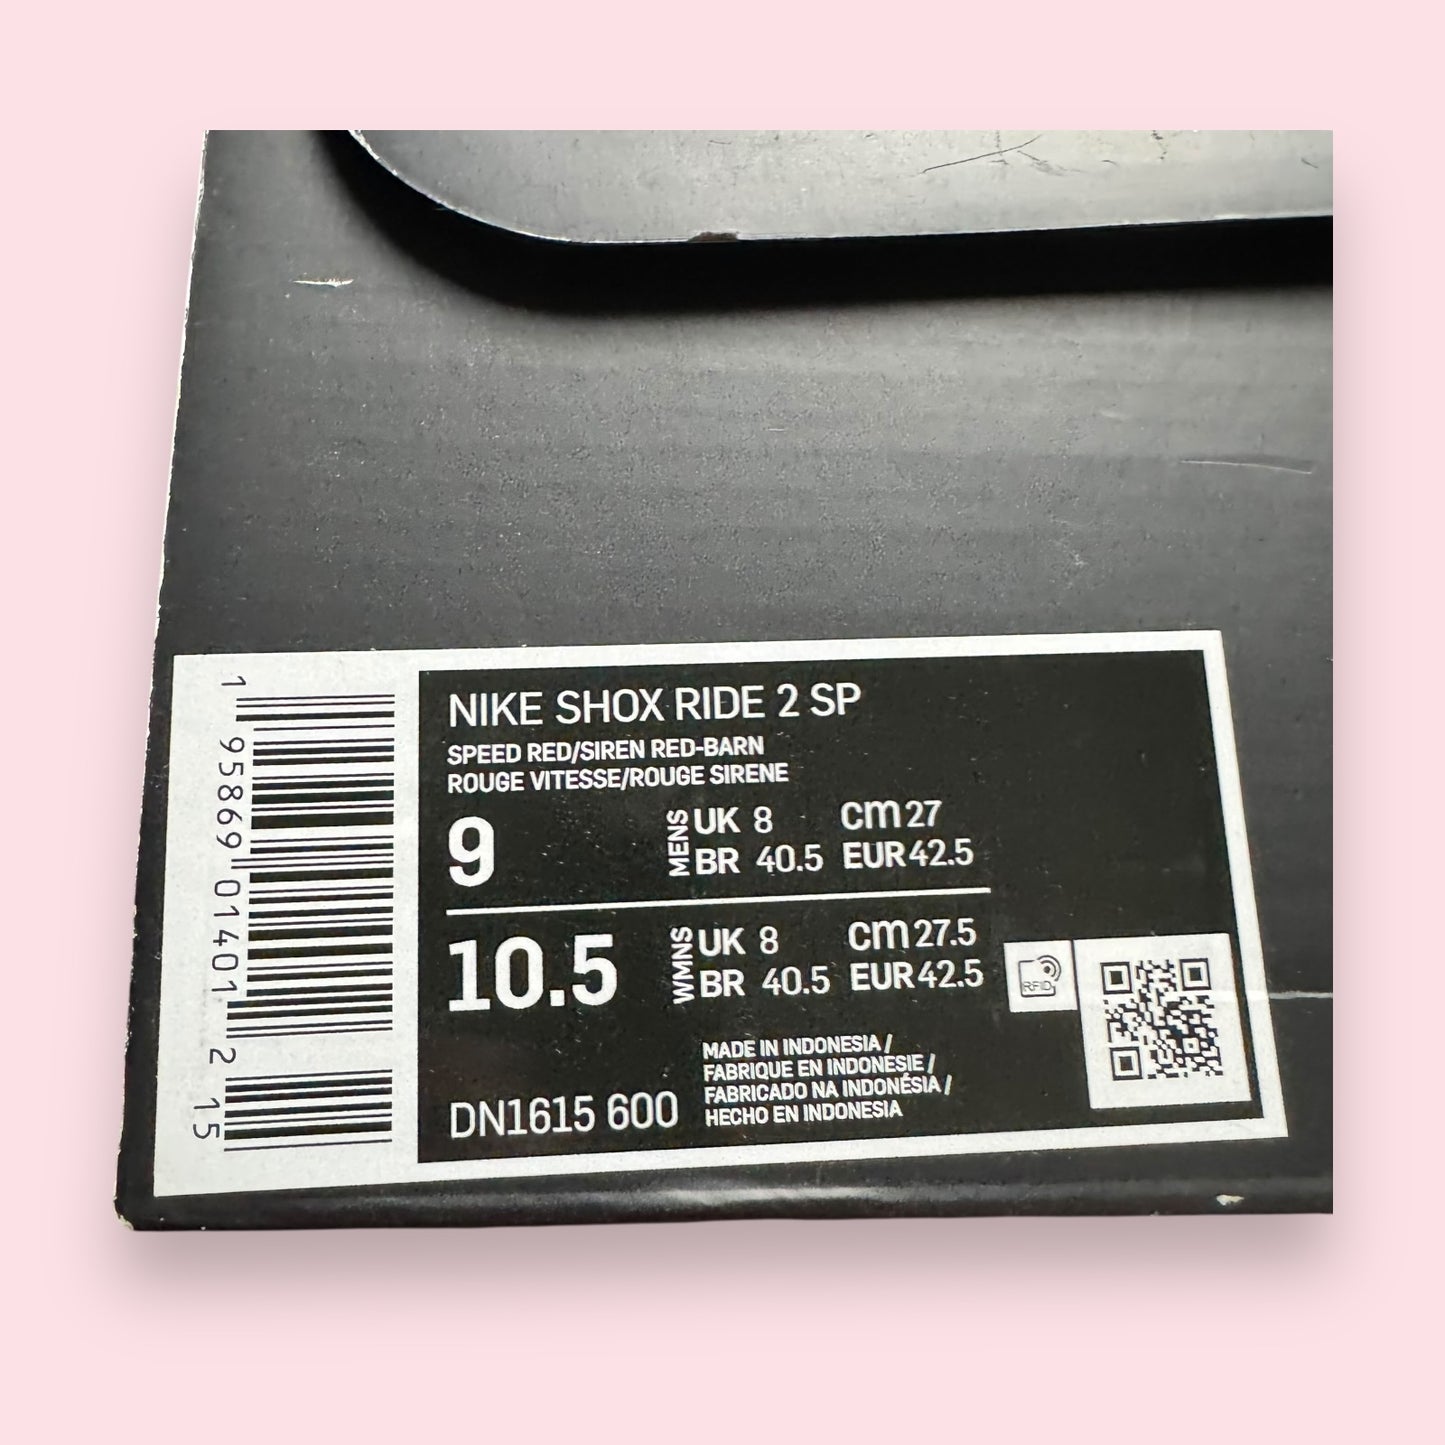 1 95869 01401 2 15
NIKE SHOX RIDE 2 SP
SPEED RED/SIREN RED-BARN
ROUGE VITESSE/ROUGE SIRENE
9 MENS UK 8 cm 27
BR 40.5 EUR 42.5
10.5 WMNS UK 8 cm 27.5
BR 40.5 EUR 42.5
RFID
MADE IN INDONESIA /
FABRIQUE EN INDONESIE /
FABRICADO NA INDONÉSIA /
HECHO EN INDONESIA
DN1615 600